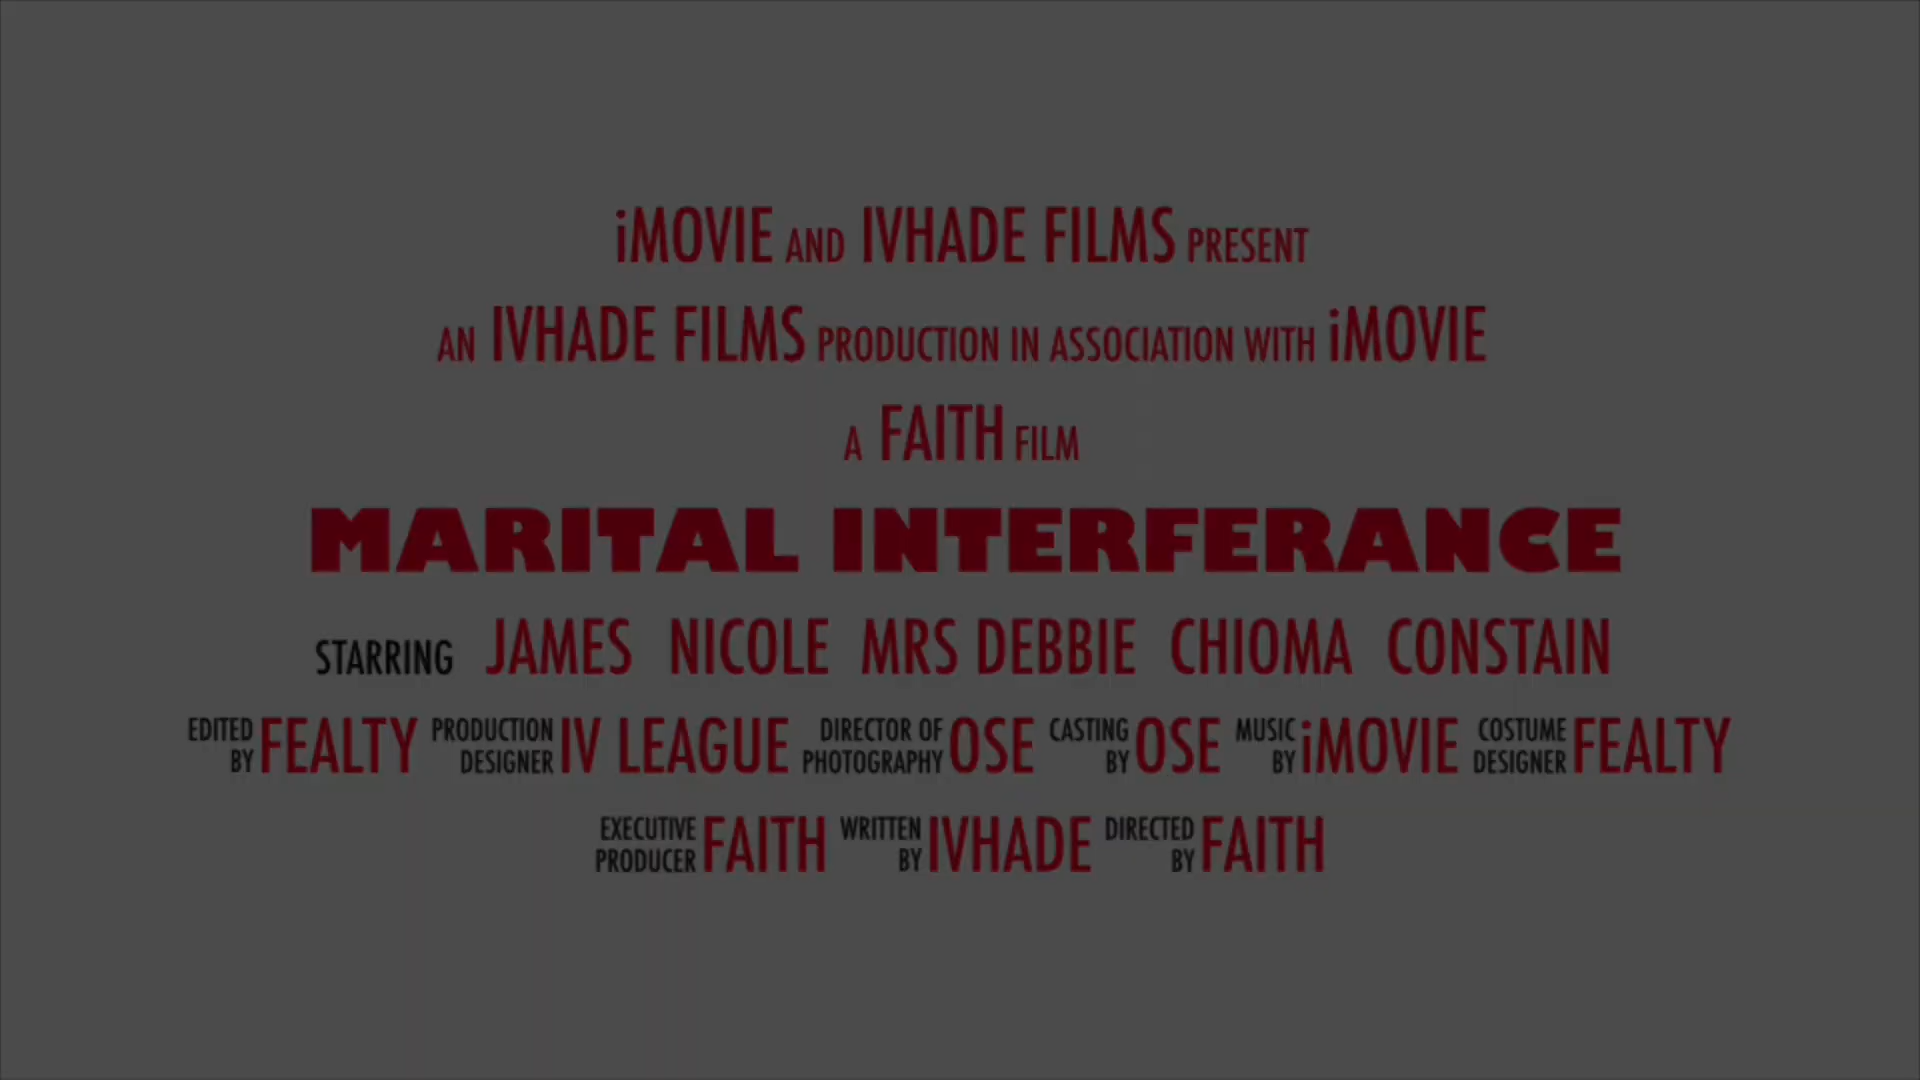 iMOVIE AND IVHADE FILMS PRESENT
AN IVHADE FILMS PRODUCTION IN ASSOCIATION WITH iMOVIE
A FAITH FILM
MARITAL INTERFERANCE
STARRING JAMES NICOLE MRS DEBBIE CHIOMA CONSTAIN
EDITED BY FEALTY PRODUCTION DESIGNER IV LEAGUE DIRECTOR OF PHOTOGRAPHY OSE CASTING BY OSE MUSIC BY iMOVIE COSTUME DESIGNER FEALTY
EXECUTIVE PRODUCER FAITH WRITTEN BY IVHADE DIRECTED BY FAITH